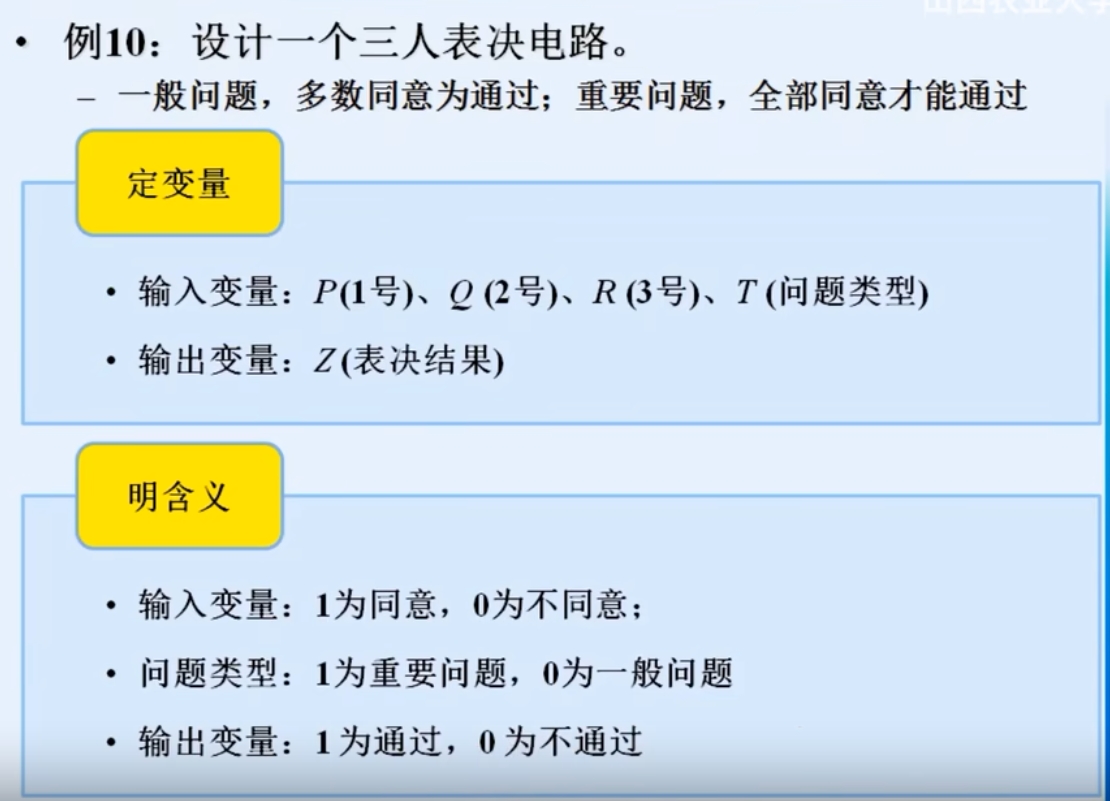 山西农业大学
• 例10：设计一个三人表决电路。
– 一般问题，多数同意为通过；重要问题，全部同意才能通过
定变量
• 输入变量：P(1号)、Q (2号)、R (3号)、T (问题类型)
• 输出变量：Z (表决结果)
明含义
• 输入变量：1为同意，0为不同意；
• 问题类型：1为重要问题，0为一般问题
• 输出变量：1 为通过，0 为不通过